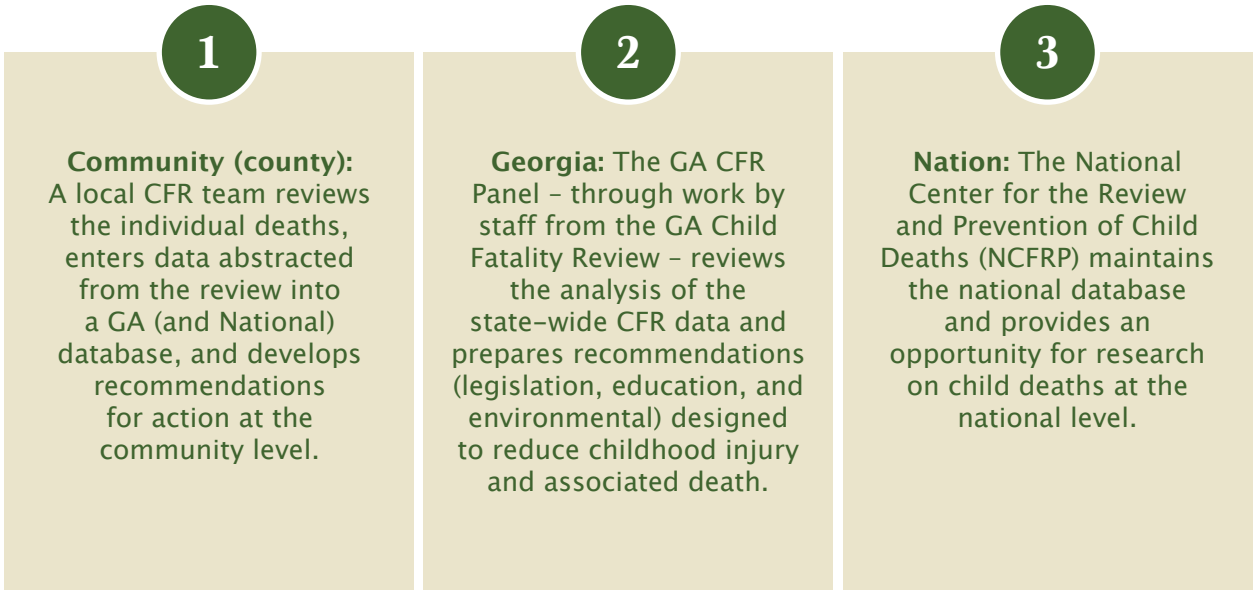 1
Community (county):
A local CFR team reviews
the individual deaths,
enters data abstracted
from the review into
a GA (and National)
database, and develops
recommendations
for action at the
community level.
2
Georgia: The GA CFR
Panel – through work by
staff from the GA Child
Fatality Review – reviews
the analysis of the
state-wide CFR data and
prepares recommendations
(legislation, education, and
environmental) designed
to reduce childhood injury
and associated death.
3
Nation: The National
Center for the Review
and Prevention of Child
Deaths (NCFRP) maintains
the national database
and provides an
opportunity for research
on child deaths at the
national level.